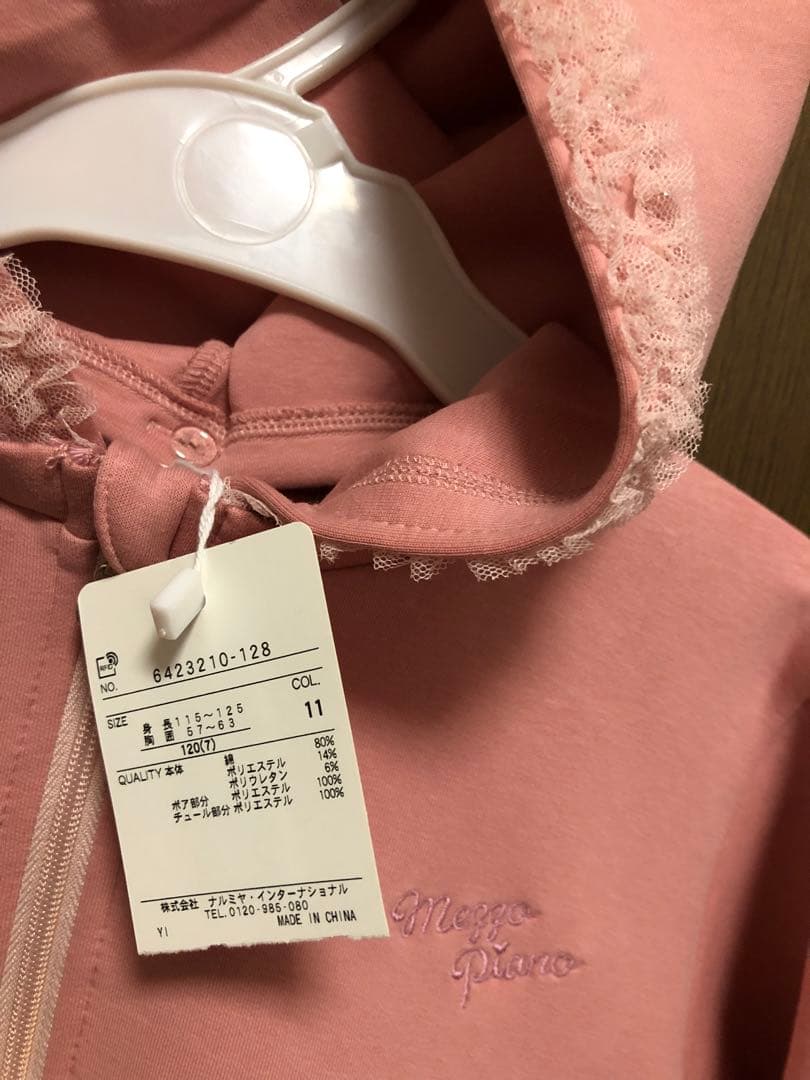 RFID
NO. 6423210-128
SIZE COL.
身 長 115~125 11
胸 囲 57~63
120(7)
QUALITY 本体 綿 80%
ポリエステル 14%
ポリウレタン 6%
ボア部分 ポリエステル 100%
チュール部分 ポリエステル 100%
株式会社 ナルミヤ・インターナショナル
TEL.0120-985-080
YI MADE IN CHINA
Mezzo
Piano